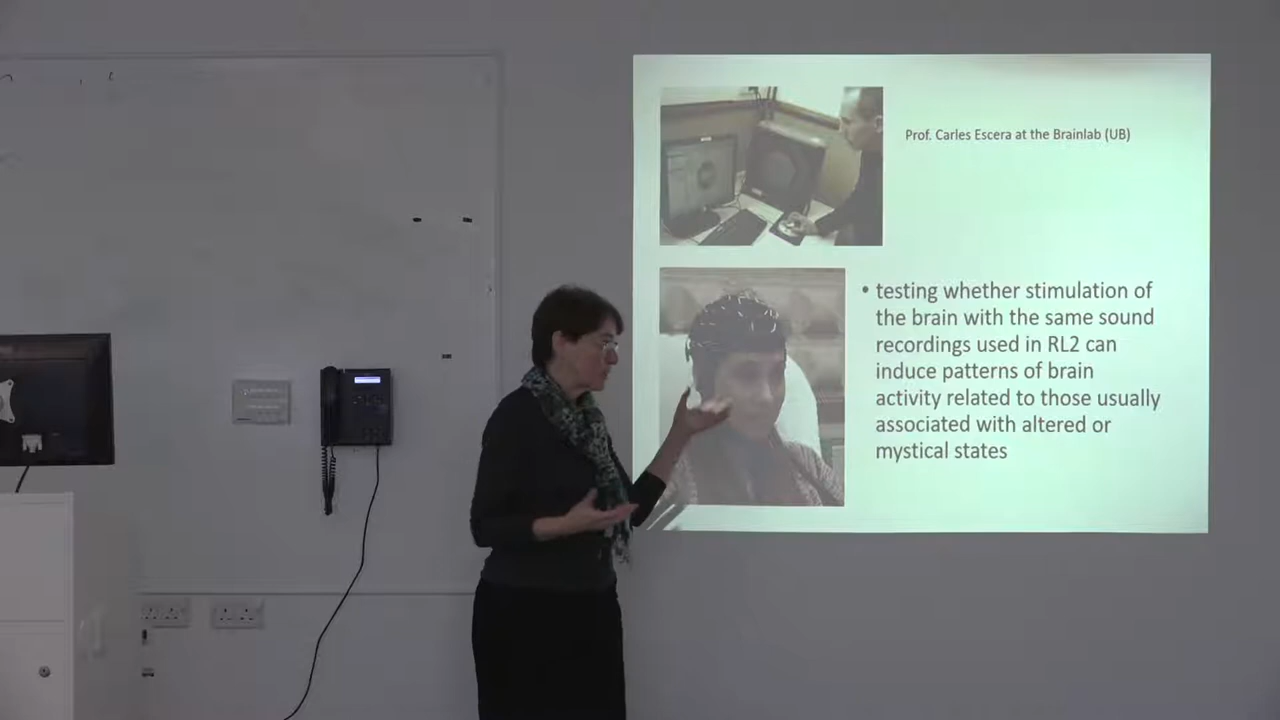 Prof. Carles Escera at the Brainlab (UB)
• testing whether stimulation of
the brain with the same sound
recordings used in RL2 can
induce patterns of brain
activity related to those usually
associated with altered or
mystical states